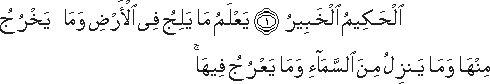 ٱلْحَكِيمُ ٱلْخَبِيرُ ١ يَعْلَمُ مَا يَلِجُ فِى ٱلْأَرْضِ وَمَا يَخْرُجُ
مِنْهَا وَمَا يَنزِلُ مِنَ ٱلسَّمَآءِ وَمَا يَعْرُجُ فِيهَا ۚ